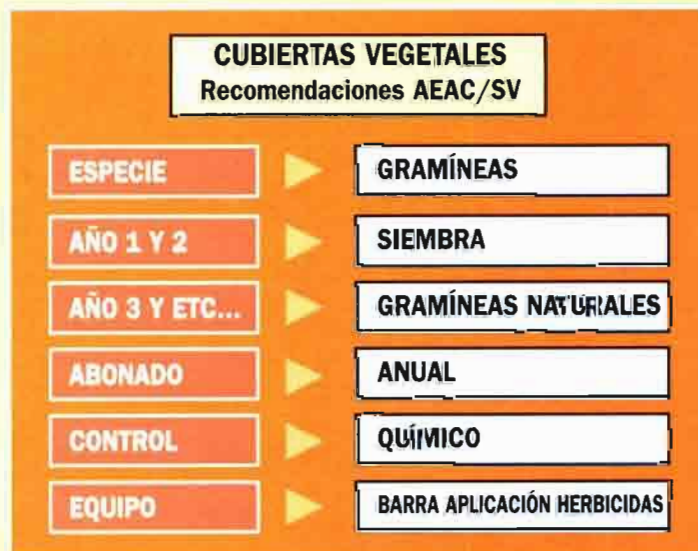 CUBIERTAS VEGETALES
Recomendaciones AEAC/SV
ESPECIE GRAMÍNEAS
AÑO 1 Y 2 SIEMBRA
AÑO 3 Y ETC... GRAMÍNEAS NATURALES
ABONADO ANUAL
CONTROL QUÍMICO
EQUIPO BARRA APLICACIÓN HERBICIDAS